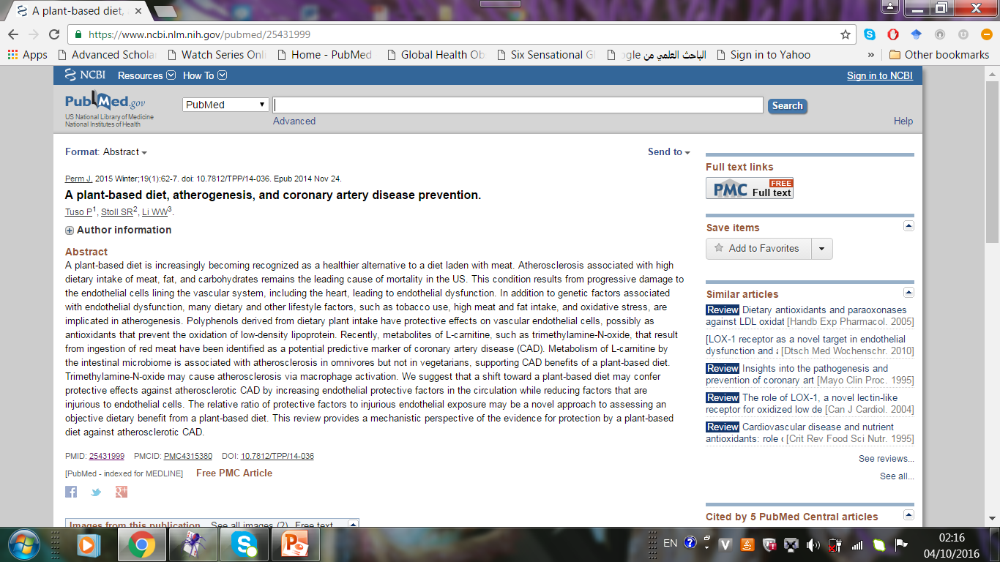 A plant-based diet,
https://www.ncbi.nlm.nih.gov/pubmed/25431999
Apps Advanced Schola Watch Series Onli Home - PubMed Global Health Ob Six Sensational Gl الباحث العلمي من ogle Sign in to Yahoo » Other bookmarks
NCBI Resources How To Sign in to NCBI
PubMed.gov
US National Library of Medicine
National Institutes of Health
PubMed Search
Advanced Help
Format: Abstract Send to
Perm J. 2015 Winter;19(1):62-7. doi: 10.7812/TPP/14-036. Epub 2014 Nov 24.
A plant-based diet, atherogenesis, and coronary artery disease prevention.
Tuso P1, Stoll SR2, Li WW3.
Author information
Abstract
A plant-based diet is increasingly becoming recognized as a healthier alternative to a diet laden with meat. Atherosclerosis associated with high
dietary intake of meat, fat, and carbohydrates remains the leading cause of mortality in the US. This condition results from progressive damage to
the endothelial cells lining the vascular system, including the heart, leading to endothelial dysfunction. In addition to genetic factors associated
with endothelial dysfunction, many dietary and other lifestyle factors, such as tobacco use, high meat and fat intake, and oxidative stress, are
implicated in atherogenesis. Polyphenols derived from dietary plant intake have protective effects on vascular endothelial cells, possibly as
antioxidants that prevent the oxidation of low-density lipoprotein. Recently, metabolites of L-carnitine, such as trimethylamine-N-oxide, that result
from ingestion of red meat have been identified as a potential predictive marker of coronary artery disease (CAD). Metabolism of L-carnitine by
the intestinal microbiome is associated with atherosclerosis in omnivores but not in vegetarians, supporting CAD benefits of a plant-based diet.
Trimethylamine-N-oxide may cause atherosclerosis via macrophage activation. We suggest that a shift toward a plant-based diet may confer
protective effects against atherosclerotic CAD by increasing endothelial protective factors in the circulation while reducing factors that are
injurious to endothelial cells. The relative ratio of protective factors to injurious endothelial exposure may be a novel approach to assessing an
objective dietary benefit from a plant-based diet. This review provides a mechanistic perspective of the evidence for protection by a plant-based
diet against atherosclerotic CAD.
PMID: 25431999 PMCID: PMC4315380 DOI: 10.7812/TPP/14-036
[PubMed - indexed for MEDLINE] Free PMC Article
Images from this publication. See all images (2) Free text
Full text links
PMC FREE
Full text
Save items
Add to Favorites
Similar articles
Review Dietary antioxidants and paraoxonases
against LDL oxidat [Handb Exp Pharmacol. 2005]
[LOX-1 receptor as a novel target in endothelial
dysfunction and a [Dtsch Med Wochenschr. 2010]
Review Insights into the pathogenesis and
prevention of coronary art [Mayo Clin Proc. 1995]
Review The role of LOX-1, a novel lectin-like
receptor for oxidized low de [Can J Cardiol. 2004]
Review Cardiovascular disease and nutrient
antioxidants: role o [Crit Rev Food Sci Nutr. 1995]
See reviews...
See all...
Cited by 5 PubMed Central articles
EN
02:16
04/10/2016